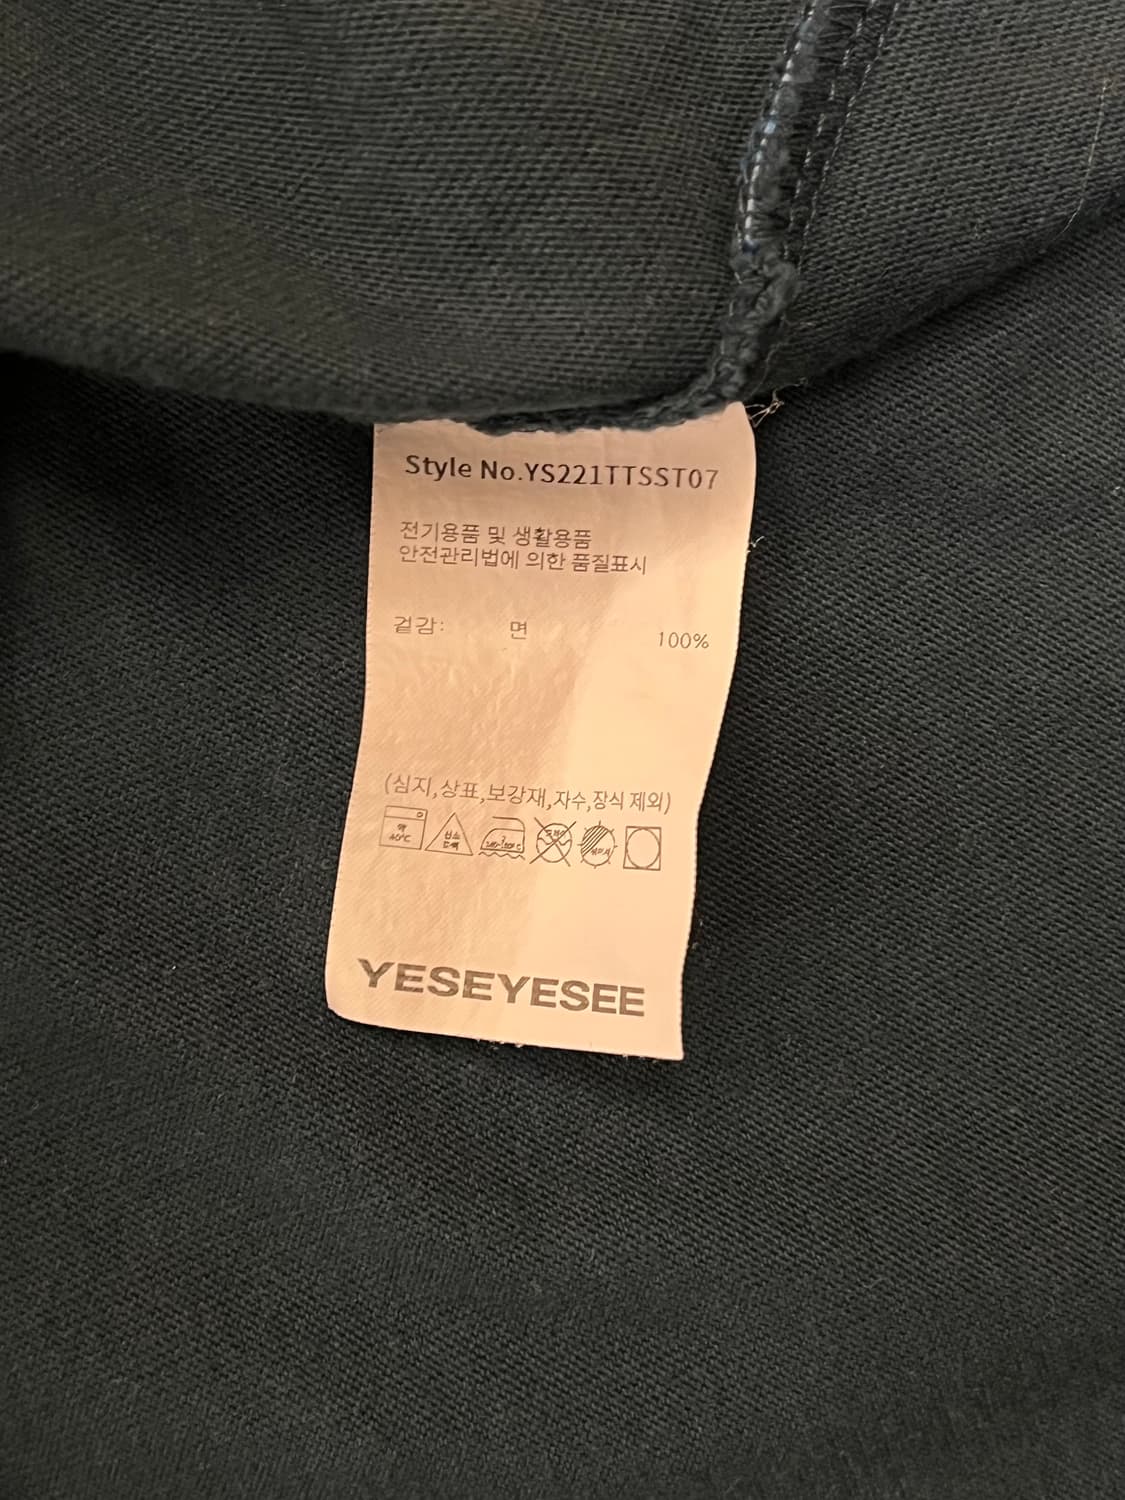 Style No.YS221TTSST07
전기용품 및 생활용품
안전관리법에 의한 품질표시
겉감: 면 100%
(심지,상표,보강재,자수,장식 제외)
YESEYESEE